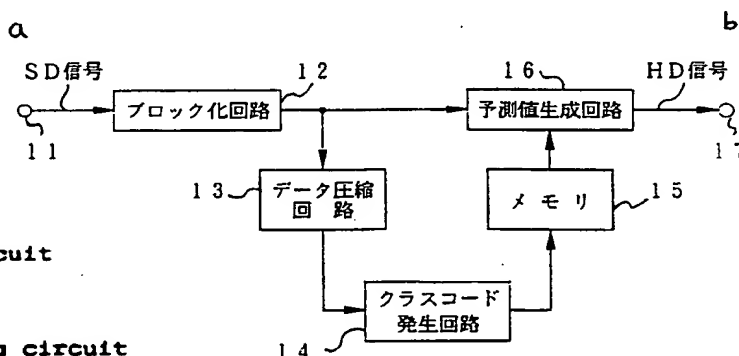 a
b
SD信号
12
16
HD信号
ブロック化回路
予測値生成回路
11
17
13
データ圧縮
回路
メモリ
15
クラスコード
発生回路
14
circuit